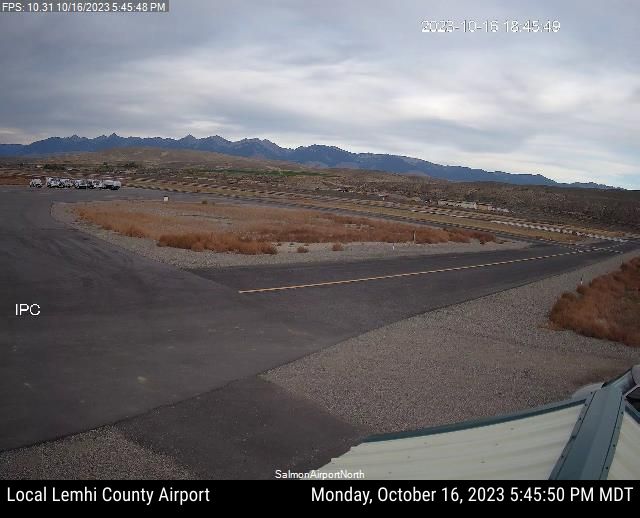 FPS: 10.31 10/16/2023 5:45:48 PM MDT
2023-10-16 18:45:49
IPC
SalmonAirportNorth
Local Lemhi County Airport
Monday, October 16, 2023 5:45:50 PM MDT